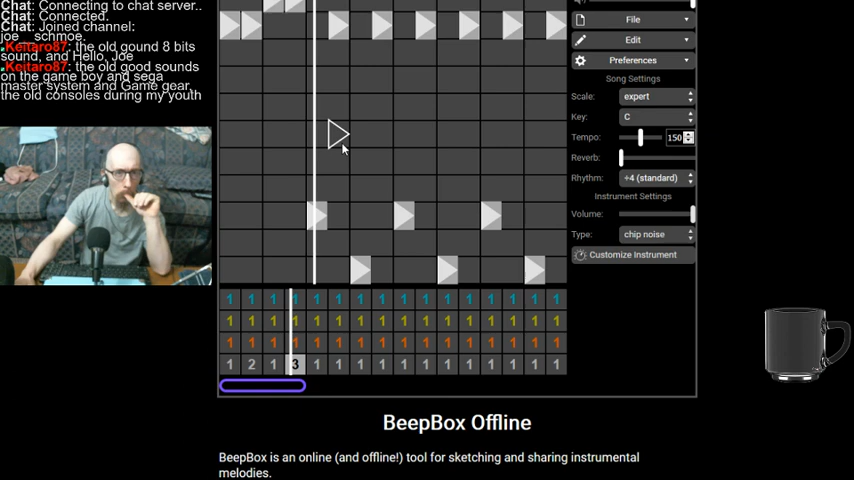 Chat: Connecting to chat server..
Chat: Connected.
Chat: Joined channel:
joe__schmoe.
Keitaro87: the old gound 8 bits
sound, and Hello, Joe
Keitaro87: the old good sounds
on the game boy and sega
master system and Game gear,
the old consoles during my youth
File
Edit
Preferences
Song Settings
Scale: expert
Key: C
Tempo: 150
Reverb:
Rhythm: ÷4 (standard)
Instrument Settings
Volume:
Type: chip noise
Customize Instrument
1 1 1 1 1 1 1 1 1 1 1 1 1 1 1 1
1 1 1 1 1 1 1 1 1 1 1 1 1 1 1 1
1 1 1 1 1 1 1 1 1 1 1 1 1 1 1 1
1 2 1 3 1 1 1 1 1 1 1 1 1 1 1 1
BeepBox Offline
BeepBox is an online (and offline!) tool for sketching and sharing instrumental
melodies.